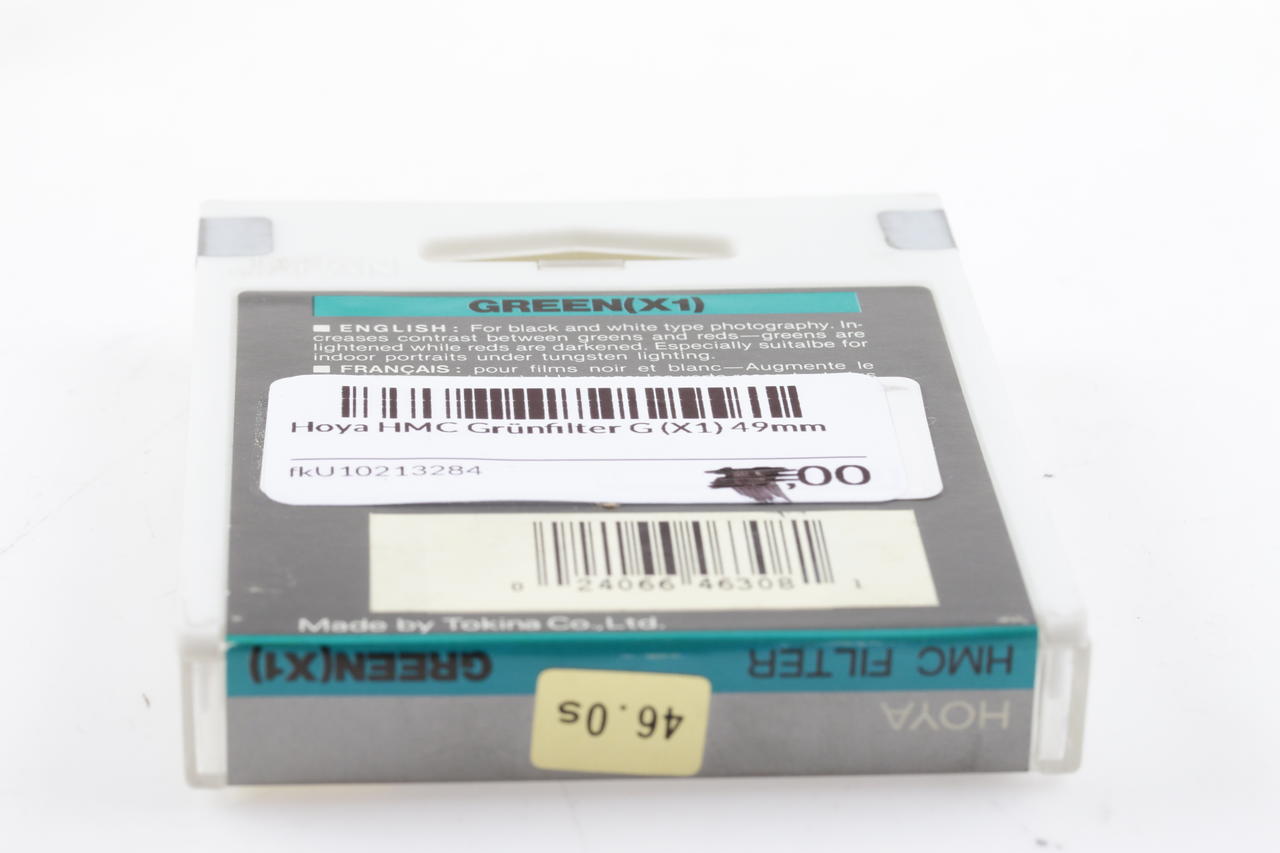 GREEN(X1)
■ ENGLISH : For black and white type photography. In-
creases contrast between greens and reds—greens are
lightened while reds are darkened. Especially suitalbe for
indoor portraits under tungsten lighting.
■ FRANÇAIS : pour films noir et blanc—Augmente le
Hoya HMC Grünfilter G (X1) 49mm
fkU10213284
,00
0 24066 46308 1
Made by Tokina Co.,Ltd.
HMC FILTER GREEN(X1)
HOYA
46.0s